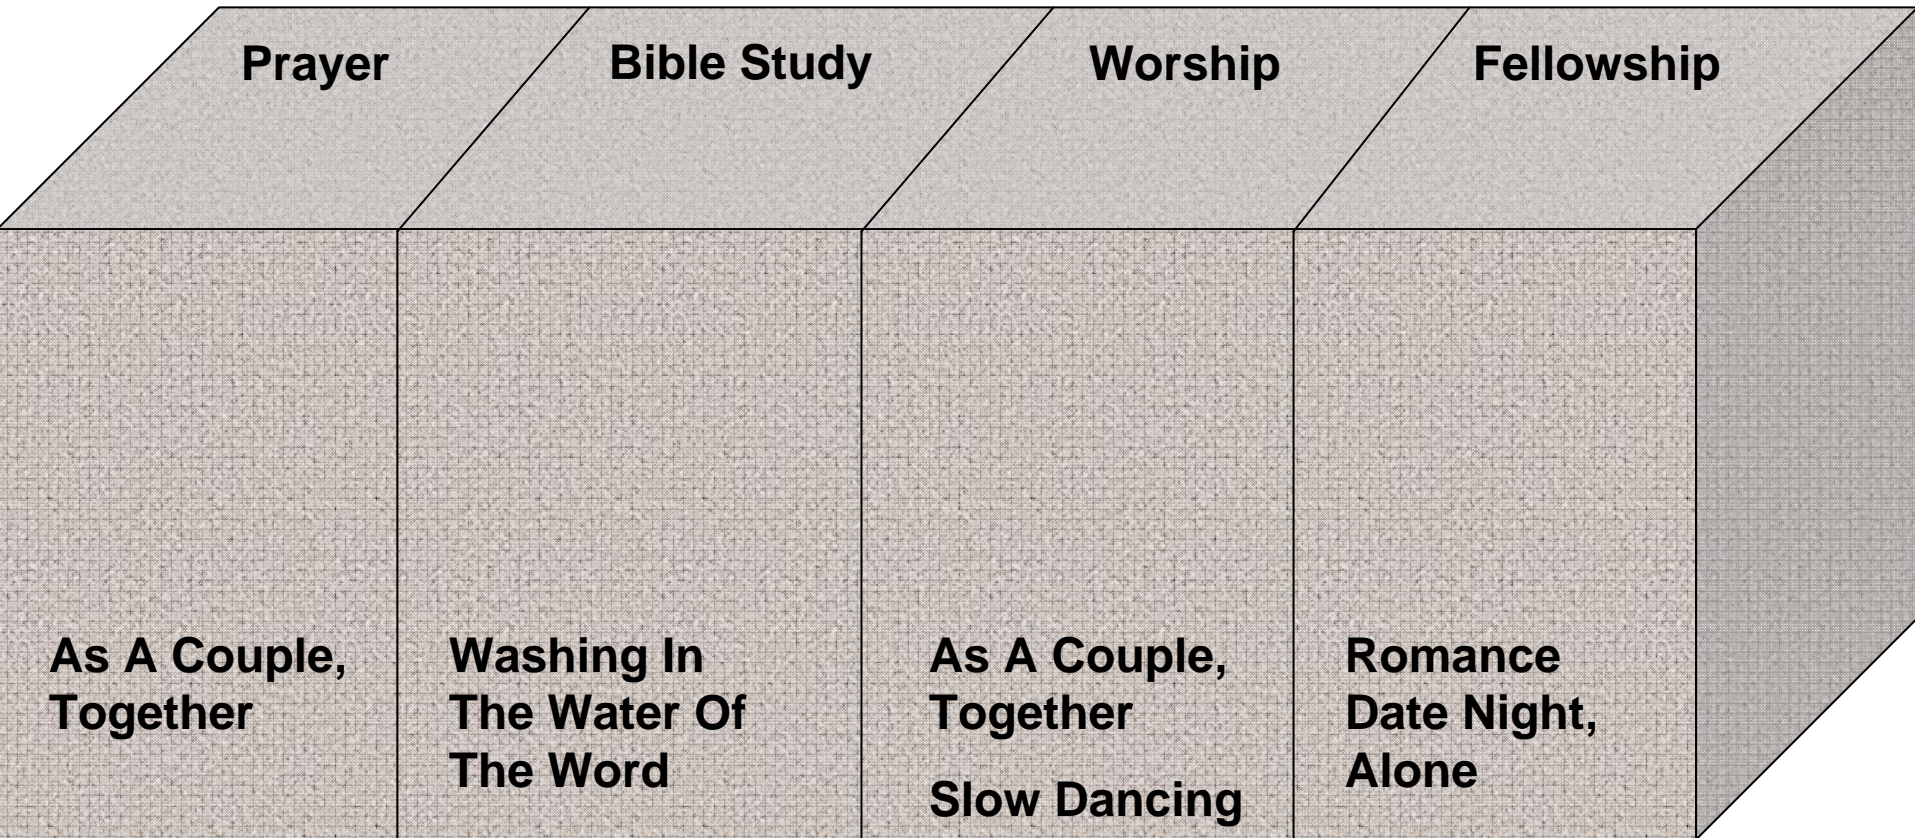 Prayer
Bible Study
Worship
Fellowship
As A Couple,
Together
Washing In
The Water Of
The Word
As A Couple,
Together
Slow Dancing
Romance
Date Night,
Alone